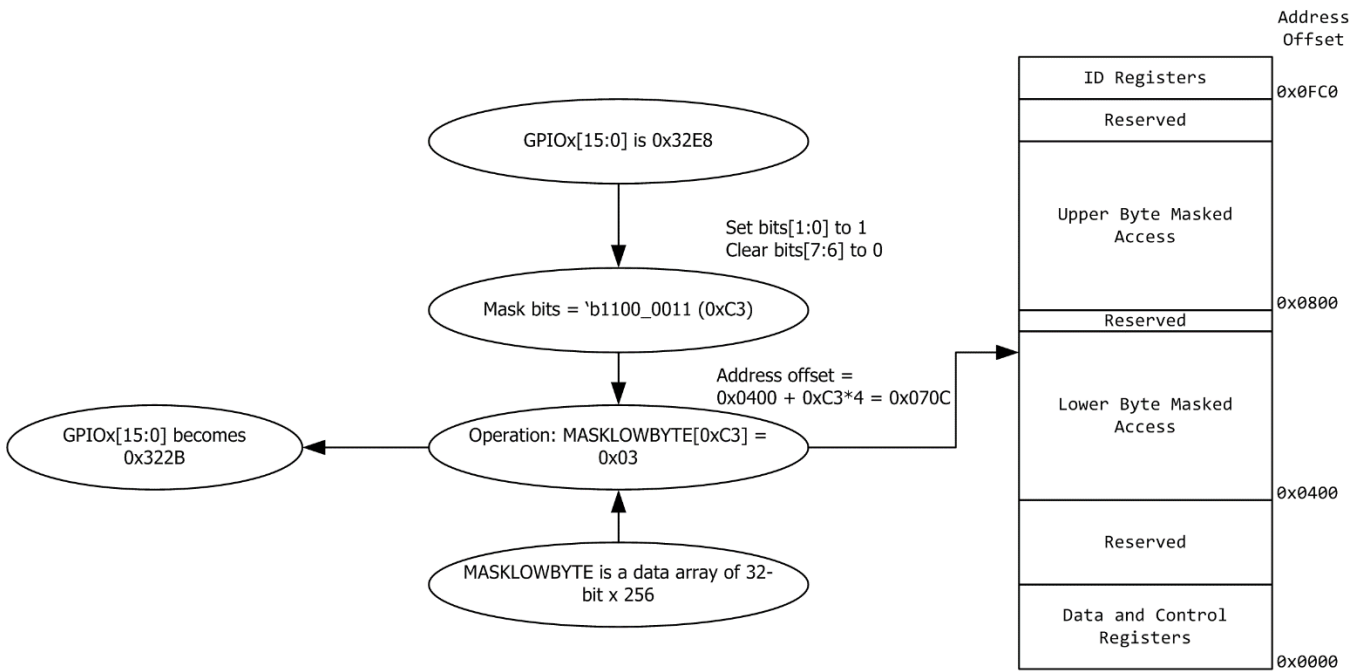 Address
Offset
ID Registers
0x0FC0
Reserved
GPIOx[15:0] is 0x32E8
Upper Byte Masked
Access
Set bits[1:0] to 1
Clear bits[7:6] to 0
Mask bits = ‘b1100_0011 (0xC3)
0x0800
Reserved
Address offset =
0x0400 + 0xC3*4 = 0x070C
Lower Byte Masked
Access
GPIOx[15:0] becomes
0x322B
Operation: MASKLOWBYTE[0xC3] =
0x03
0x0400
Reserved
MASKLOWBYTE is a data array of 32-
bit x 256
Data and Control
Registers
0x0000